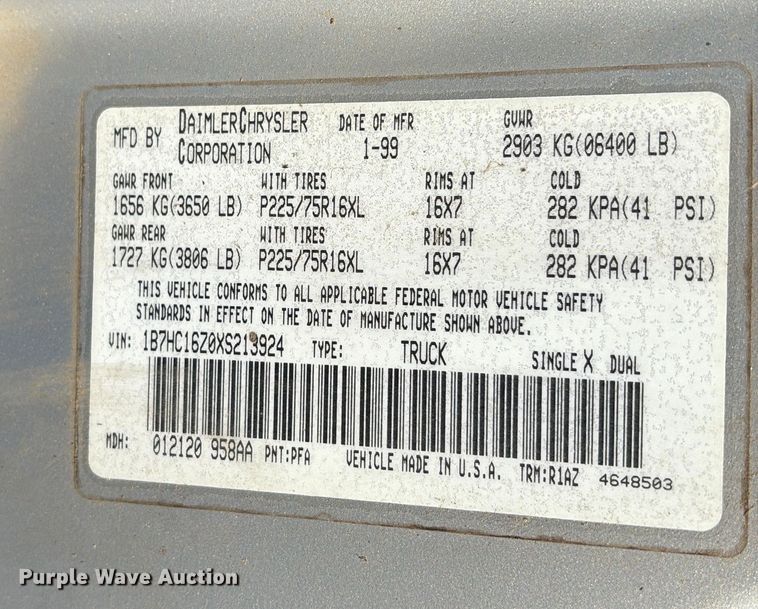 MFD BY DAIMLERCHRYSLER CORPORATION DATE OF MFR 1-99 GVWR 2903 KG(06400 LB)
GAWR FRONT WITH TIRES RIMS AT COLD
1656 KG(3650 LB) P225/75R16XL 16X7 282 KPA(41 PSI)
GAWR REAR WITH TIRES RIMS AT COLD
1727 KG(3806 LB) P225/75R16XL 16X7 282 KPA(41 PSI)
THIS VEHICLE CONFORMS TO ALL APPLICABLE FEDERAL MOTOR VEHICLE SAFETY
STANDARDS IN EFFECT ON THE DATE OF MANUFACTURE SHOWN ABOVE.
VIN: 1B7HC16Z0XS213924 TYPE: TRUCK SINGLE X DUAL
MDH: 012120 958AA PNT:PFA VEHICLE MADE IN U.S.A. TRM:R1AZ 4648503
Purple Wave Auction